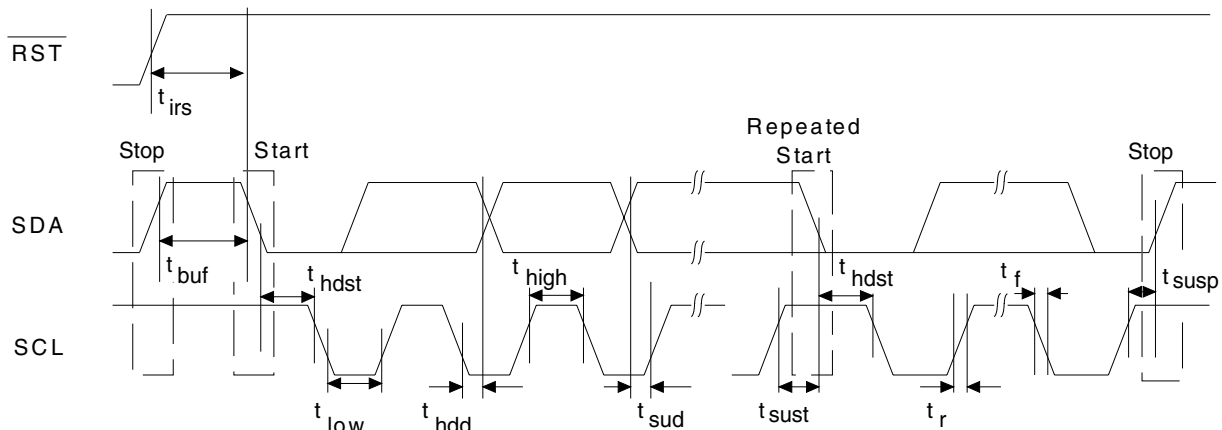 RST
t irs
Repeated
Stop Start Start Stop
SDA
t buf t hdst t high t hdst t f t susp
SCL
t low t hdd t sud t sust t r